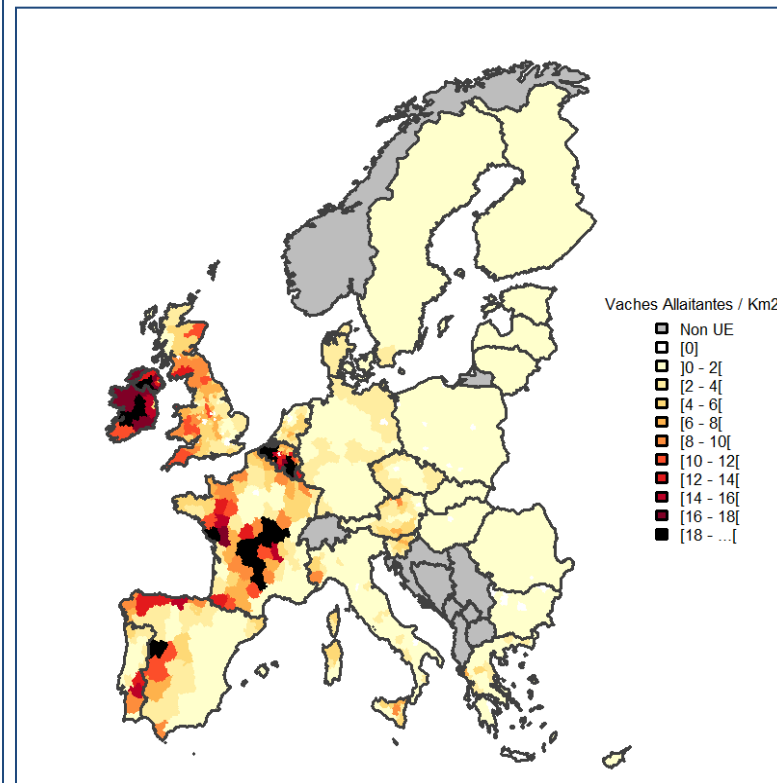 Vaches Allaitantes / Km2
Non UE
[0]
]0 - 2[
[2 - 4[
[4 - 6[
[6 - 8[
[8 - 10[
[10 - 12[
[12 - 14[
[14 - 16[
[16 - 18[
[18 - ...[